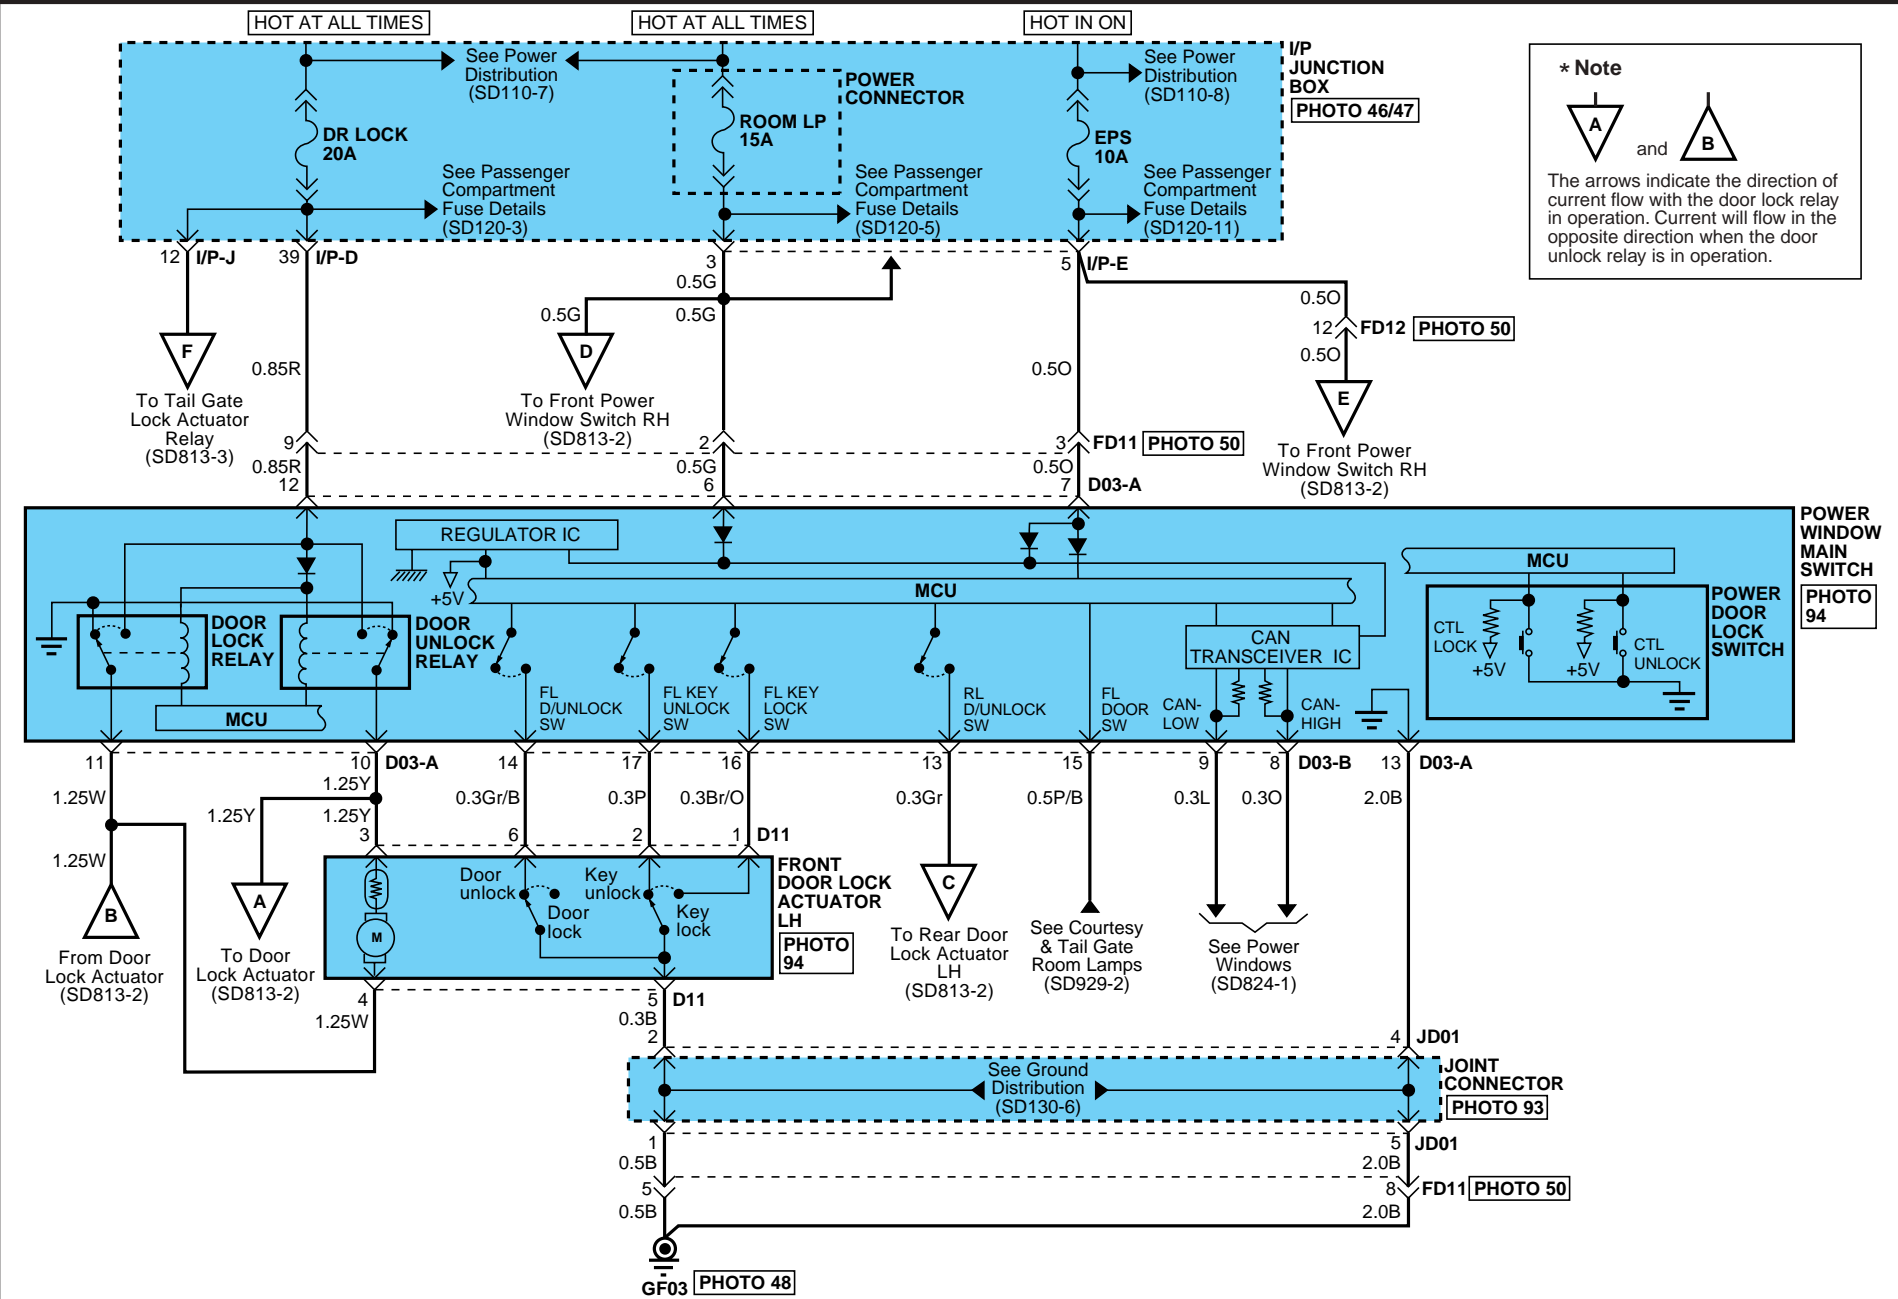 HOT AT ALL TIMES
HOT AT ALL TIMES
HOT IN ON
See Power
Distribution
(SD110-7)
See Power
Distribution
(SD110-8)
I/P
JUNCTION
BOX
PHOTO 46/47
POWER
CONNECTOR
DR LOCK
20A
ROOM LP
15A
EPS
10A
See Passenger
Compartment
Fuse Details
(SD120-3)
See Passenger
Compartment
Fuse Details
(SD120-5)
See Passenger
Compartment
Fuse Details
(SD120-11)
* Note
A
and
B
The arrows indicate the direction of
current flow with the door lock relay
in operation. Current will flow in the
opposite direction when the door
unlock relay is in operation.
12 I/P-J
39 I/P-D
3
5 I/P-E
0.5G
0.5G
0.5G
0.5O
12 FD12 PHOTO 50
0.5O
F
D
E
0.85R
0.5O
To Tail Gate
Lock Actuator
Relay
(SD813-3)
To Front Power
Window Switch RH
(SD813-2)
To Front Power
Window Switch RH
(SD813-2)
9
2
3 FD11 PHOTO 50
0.85R
0.5G
0.5O
12
6
7 D03-A
POWER
WINDOW
MAIN
SWITCH
PHOTO
94
REGULATOR IC
+5V
MCU
MCU
DOOR
LOCK
RELAY
DOOR
UNLOCK
RELAY
MCU
CAN
TRANSCEIVER IC
POWER
DOOR
LOCK
SWITCH
CTL
LOCK
+5V
+5V
CTL
UNLOCK
FL
D/UNLOCK
SW
FL KEY
UNLOCK
SW
FL KEY
LOCK
SW
RL
D/UNLOCK
SW
FL
DOOR
SW
CAN-
LOW
CAN-
HIGH
11
10 D03-A
14
17
16
13
15
9
8 D03-B
13 D03-A
1.25W
1.25Y
1.25Y
1.25Y
0.3Gr/B
0.3P
0.3Br/O
0.3Gr
0.5P/B
0.3L
0.3O
2.0B
1.25W
3
6
2
1 D11
FRONT
DOOR LOCK
ACTUATOR
LH
PHOTO
94
Door
unlock
Door
lock
Key
unlock
Key
lock
M
B
A
C
From Door
Lock Actuator
(SD813-2)
To Door
Lock Actuator
(SD813-2)
To Rear Door
Lock Actuator
LH
(SD813-2)
See Courtesy
& Tail Gate
Room Lamps
(SD929-2)
See Power
Windows
(SD824-1)
4
5 D11
1.25W
0.3B
2
4 JD01
See Ground
Distribution
(SD130-6)
JOINT
CONNECTOR
PHOTO 93
1
5 JD01
0.5B
2.0B
5
8 FD11 PHOTO 50
0.5B
2.0B
GF03 PHOTO 48